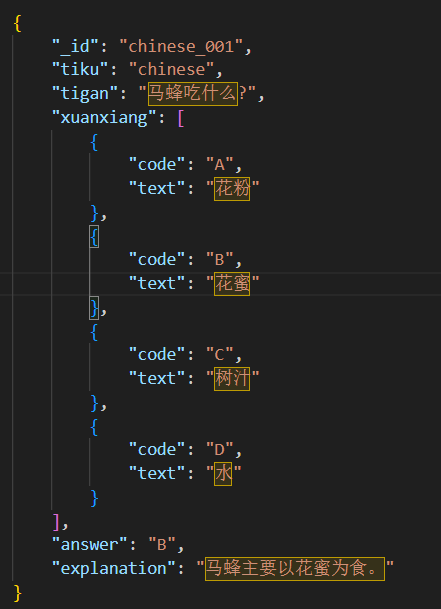 {
"_id": "chinese_001",
"tiku": "chinese",
"tigan": "马蜂吃什么?",
"xuanxiang": [
{
"code": "A",
"text": "花粉"
},
{
"code": "B",
"text": "花蜜"
},
{
"code": "C",
"text": "树汁"
},
{
"code": "D",
"text": "水"
}
],
"answer": "B",
"explanation": "马蜂主要以花蜜为食。"
}